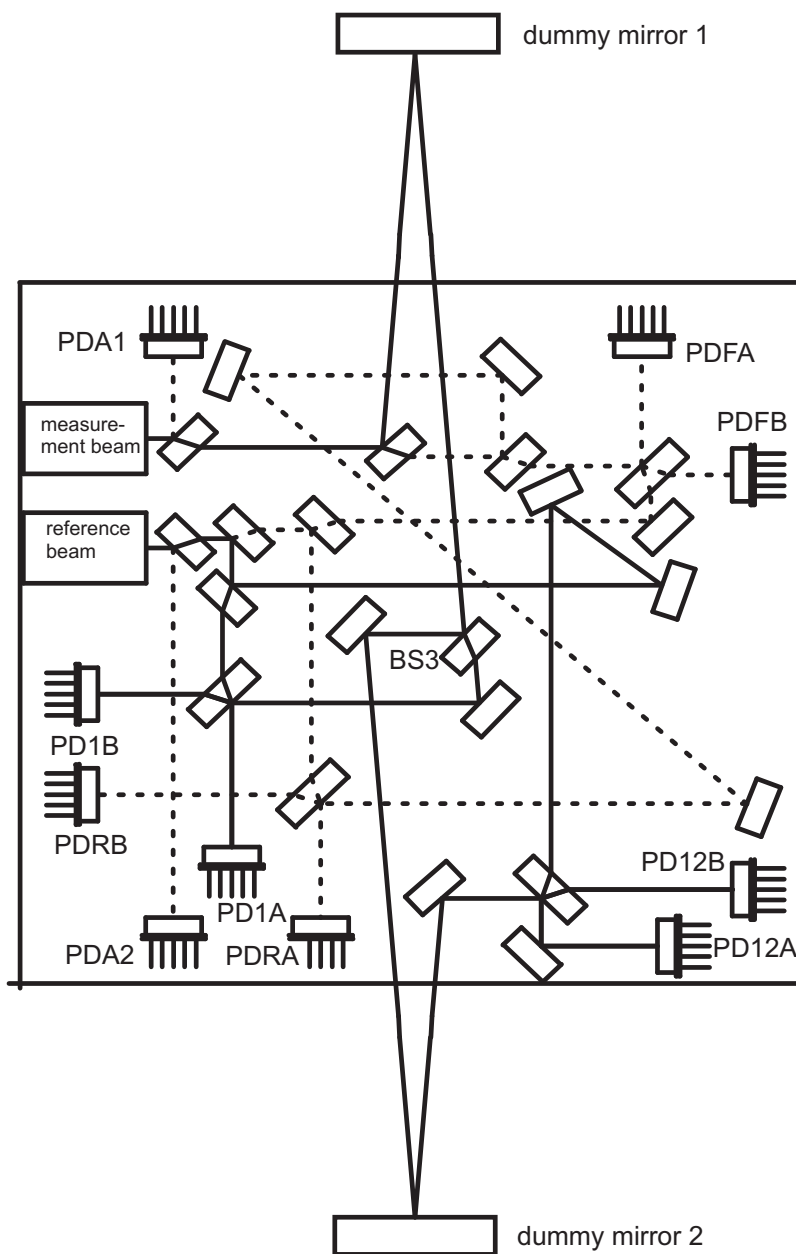 dummy mirror 1
PDA1
PDFA
measure-
ment beam
PDFB
reference
beam
BS3
PD1B
PDRB
PD12B
PD1A
PDA2
PDRA
PD12A
dummy mirror 2